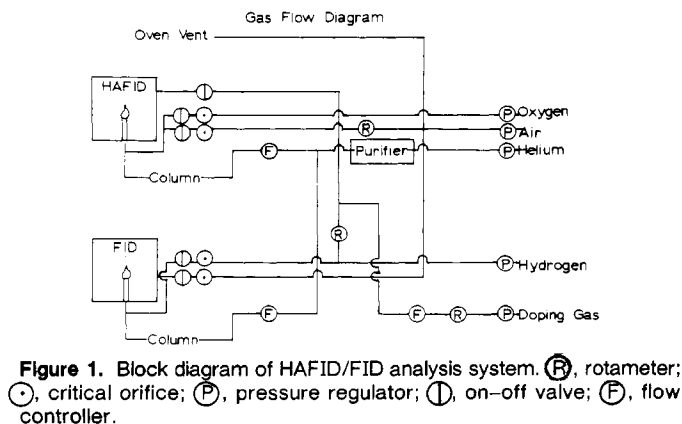 Gas Flow Diagram
Oven Vent
HAFID
P Oxygen
R
P Air
F
Purifier
P Helium
Column
R
FID
P Hydrogen
F
F
R
P Doping Gas
Column
Figure 1. Block diagram of HAFID/FID analysis system. Ⓡ, rotameter;
⊙, critical orifice; Ⓟ, pressure regulator; ⦶, on–off valve; Ⓕ, flow
controller.